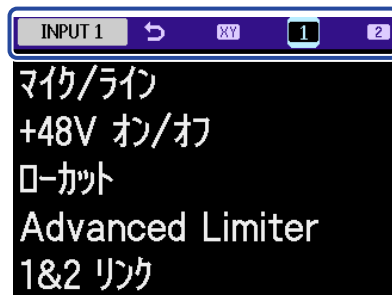 INPUT 1 XY 1 2
マイク/ライン
+48V オン/オフ
ローカット
Advanced Limiter
1&2 リンク